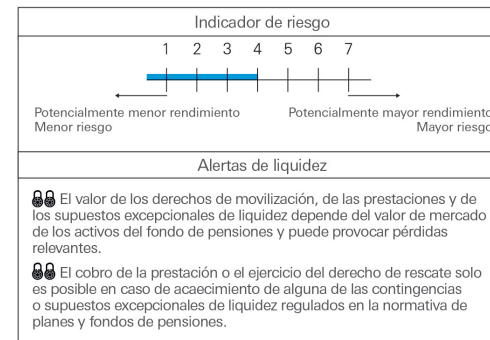 Indicador de riesgo
1 2 3 4 5 6 7
Potencialmente menor rendimiento
Menor riesgo
Potencialmente mayor rendimiento
Mayor riesgo
Alertas de liquidez
El valor de los derechos de movilización, de las prestaciones y de
los supuestos excepcionales de liquidez depende del valor de mercado
de los activos del fondo de pensiones y puede provocar pérdidas
relevantes.
El cobro de la prestación o el ejercicio del derecho de rescate solo
es posible en caso de acaecimiento de alguna de las contingencias
o supuestos excepcionales de liquidez regulados en la normativa de
planes y fondos de pensiones.